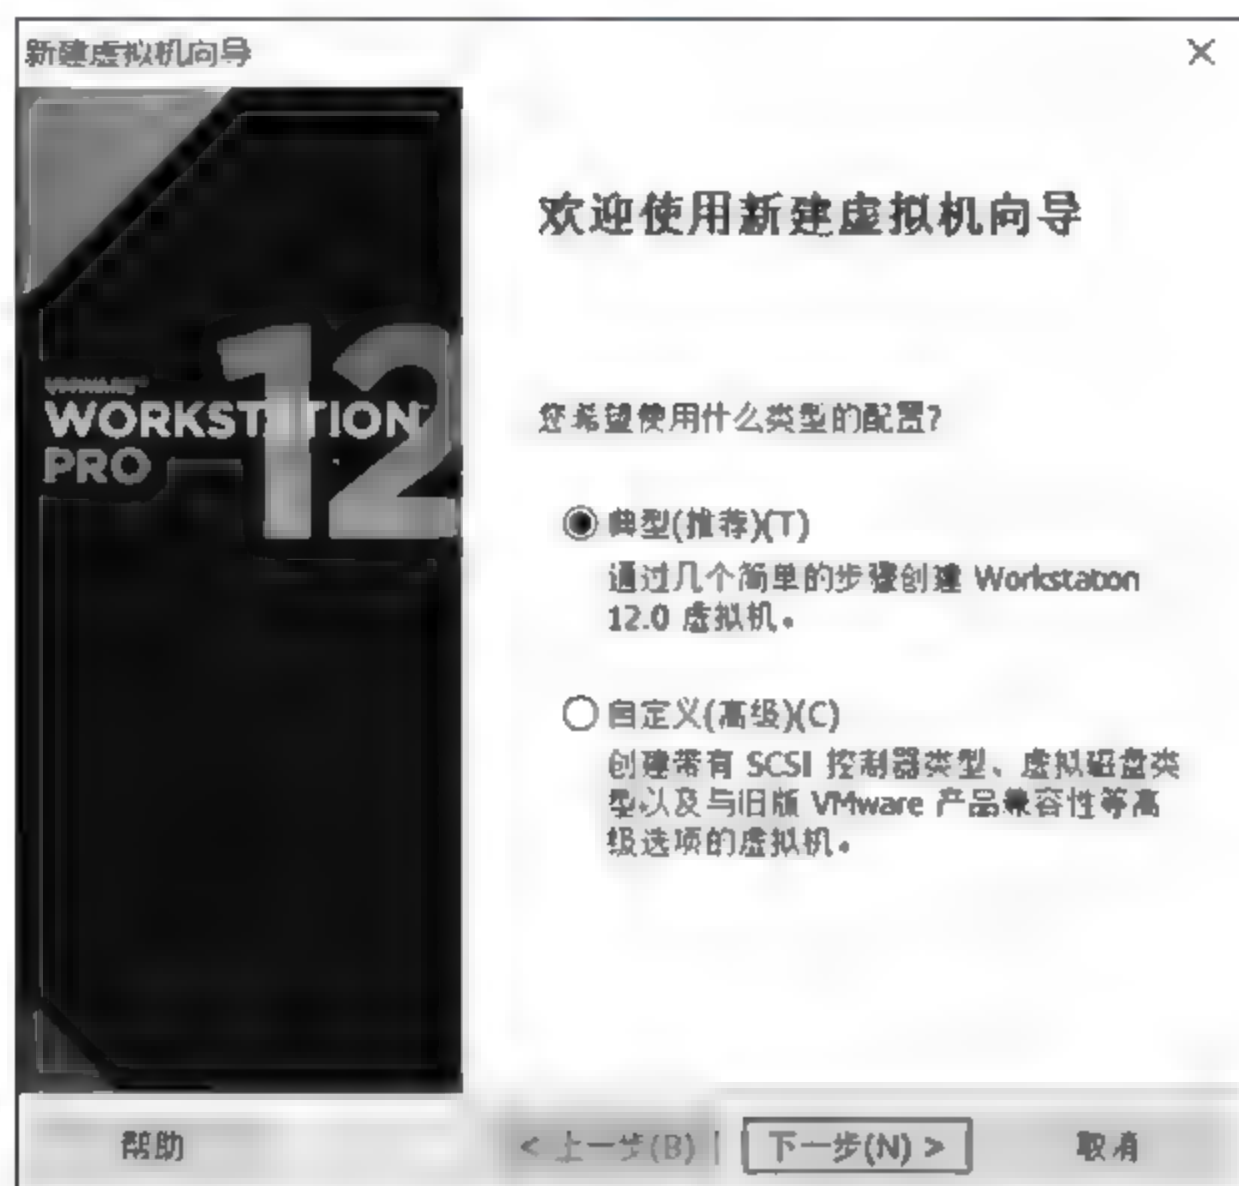 新建虚拟机向导
欢迎使用新建虚拟机向导
VMWARE®
WORKSTATION
PRO
12
您希望使用什么类型的配置?
典型(推荐)(T)
通过几个简单的步骤创建 Workstation
12.0 虚拟机。
自定义(高级)(C)
创建带有 SCSI 控制器类型、虚拟磁盘类
型以及与旧版 VMware 产品兼容性等高
级选项的虚拟机。
帮助
< 上一步(B)
下一步(N) >
取消